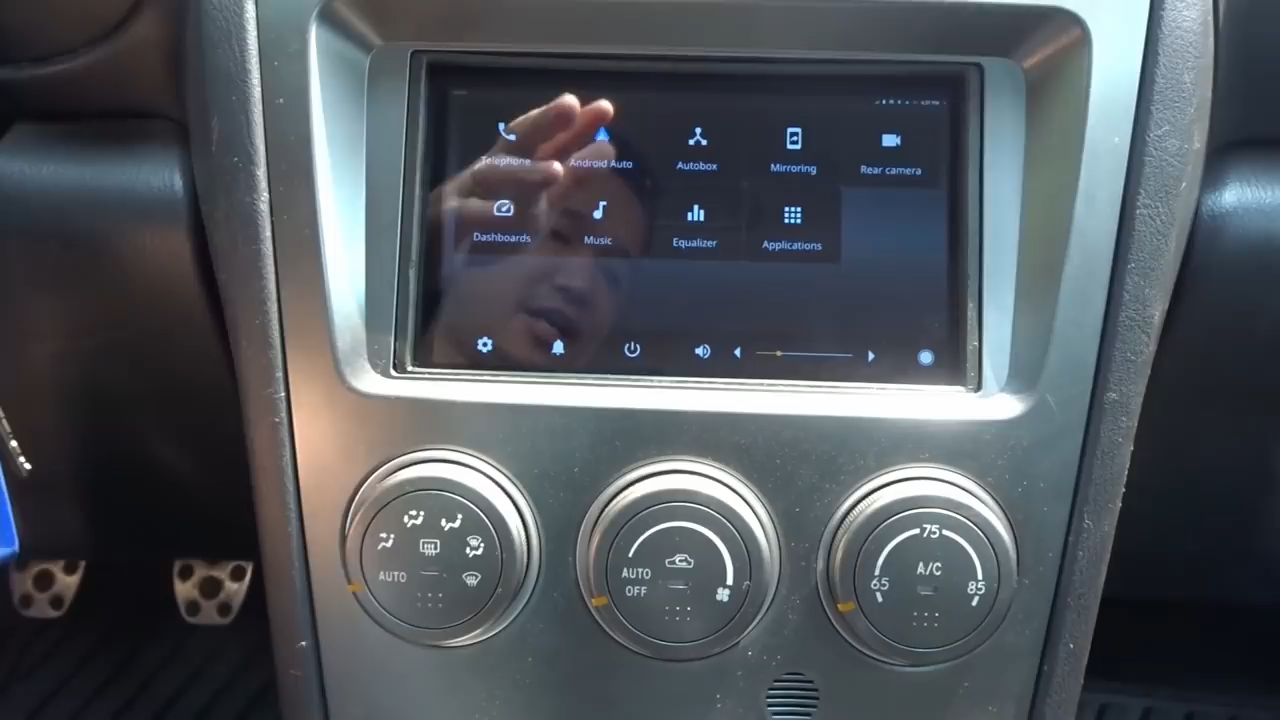 Telephone Android Auto Autobox Mirroring Rear camera
Dashboards Music Equalizer Applications
AUTO
AUTO
OFF
75
A/C
65 85